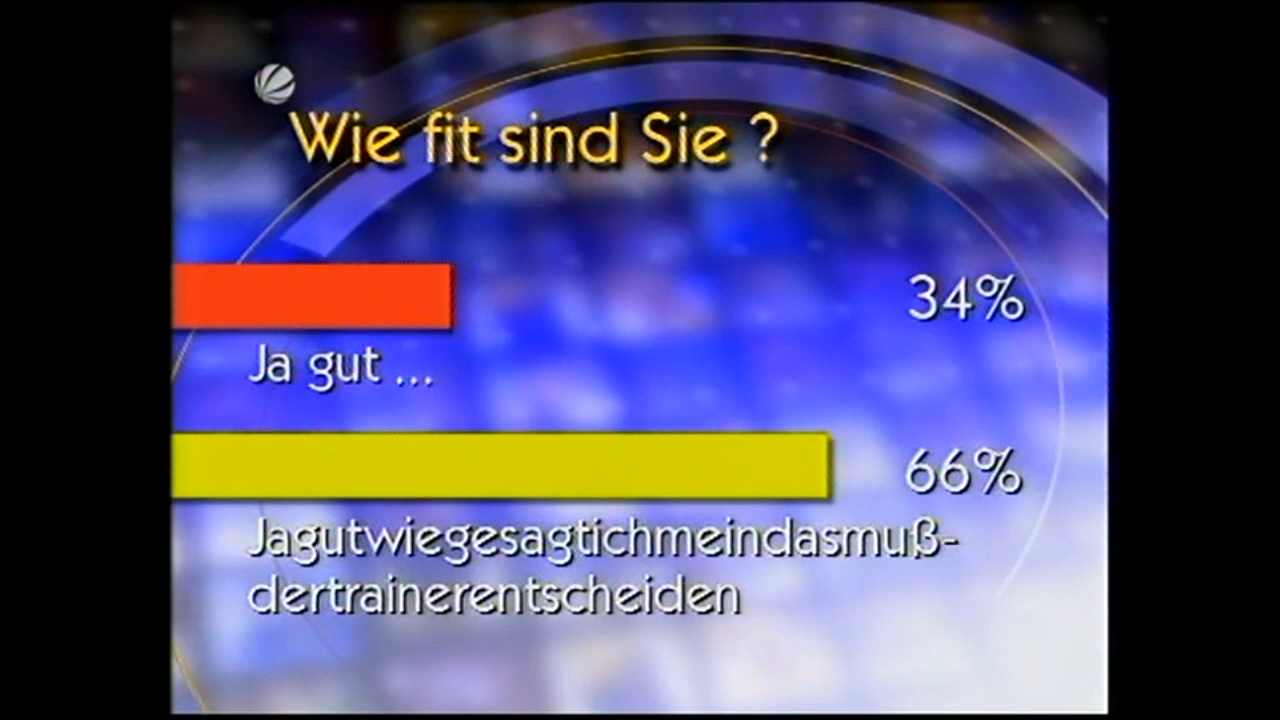 Wie fit sind Sie ?
34%
Ja gut ...
66%
Jagutwiegesagtichmeindasmuß-
dertrainerentscheiden